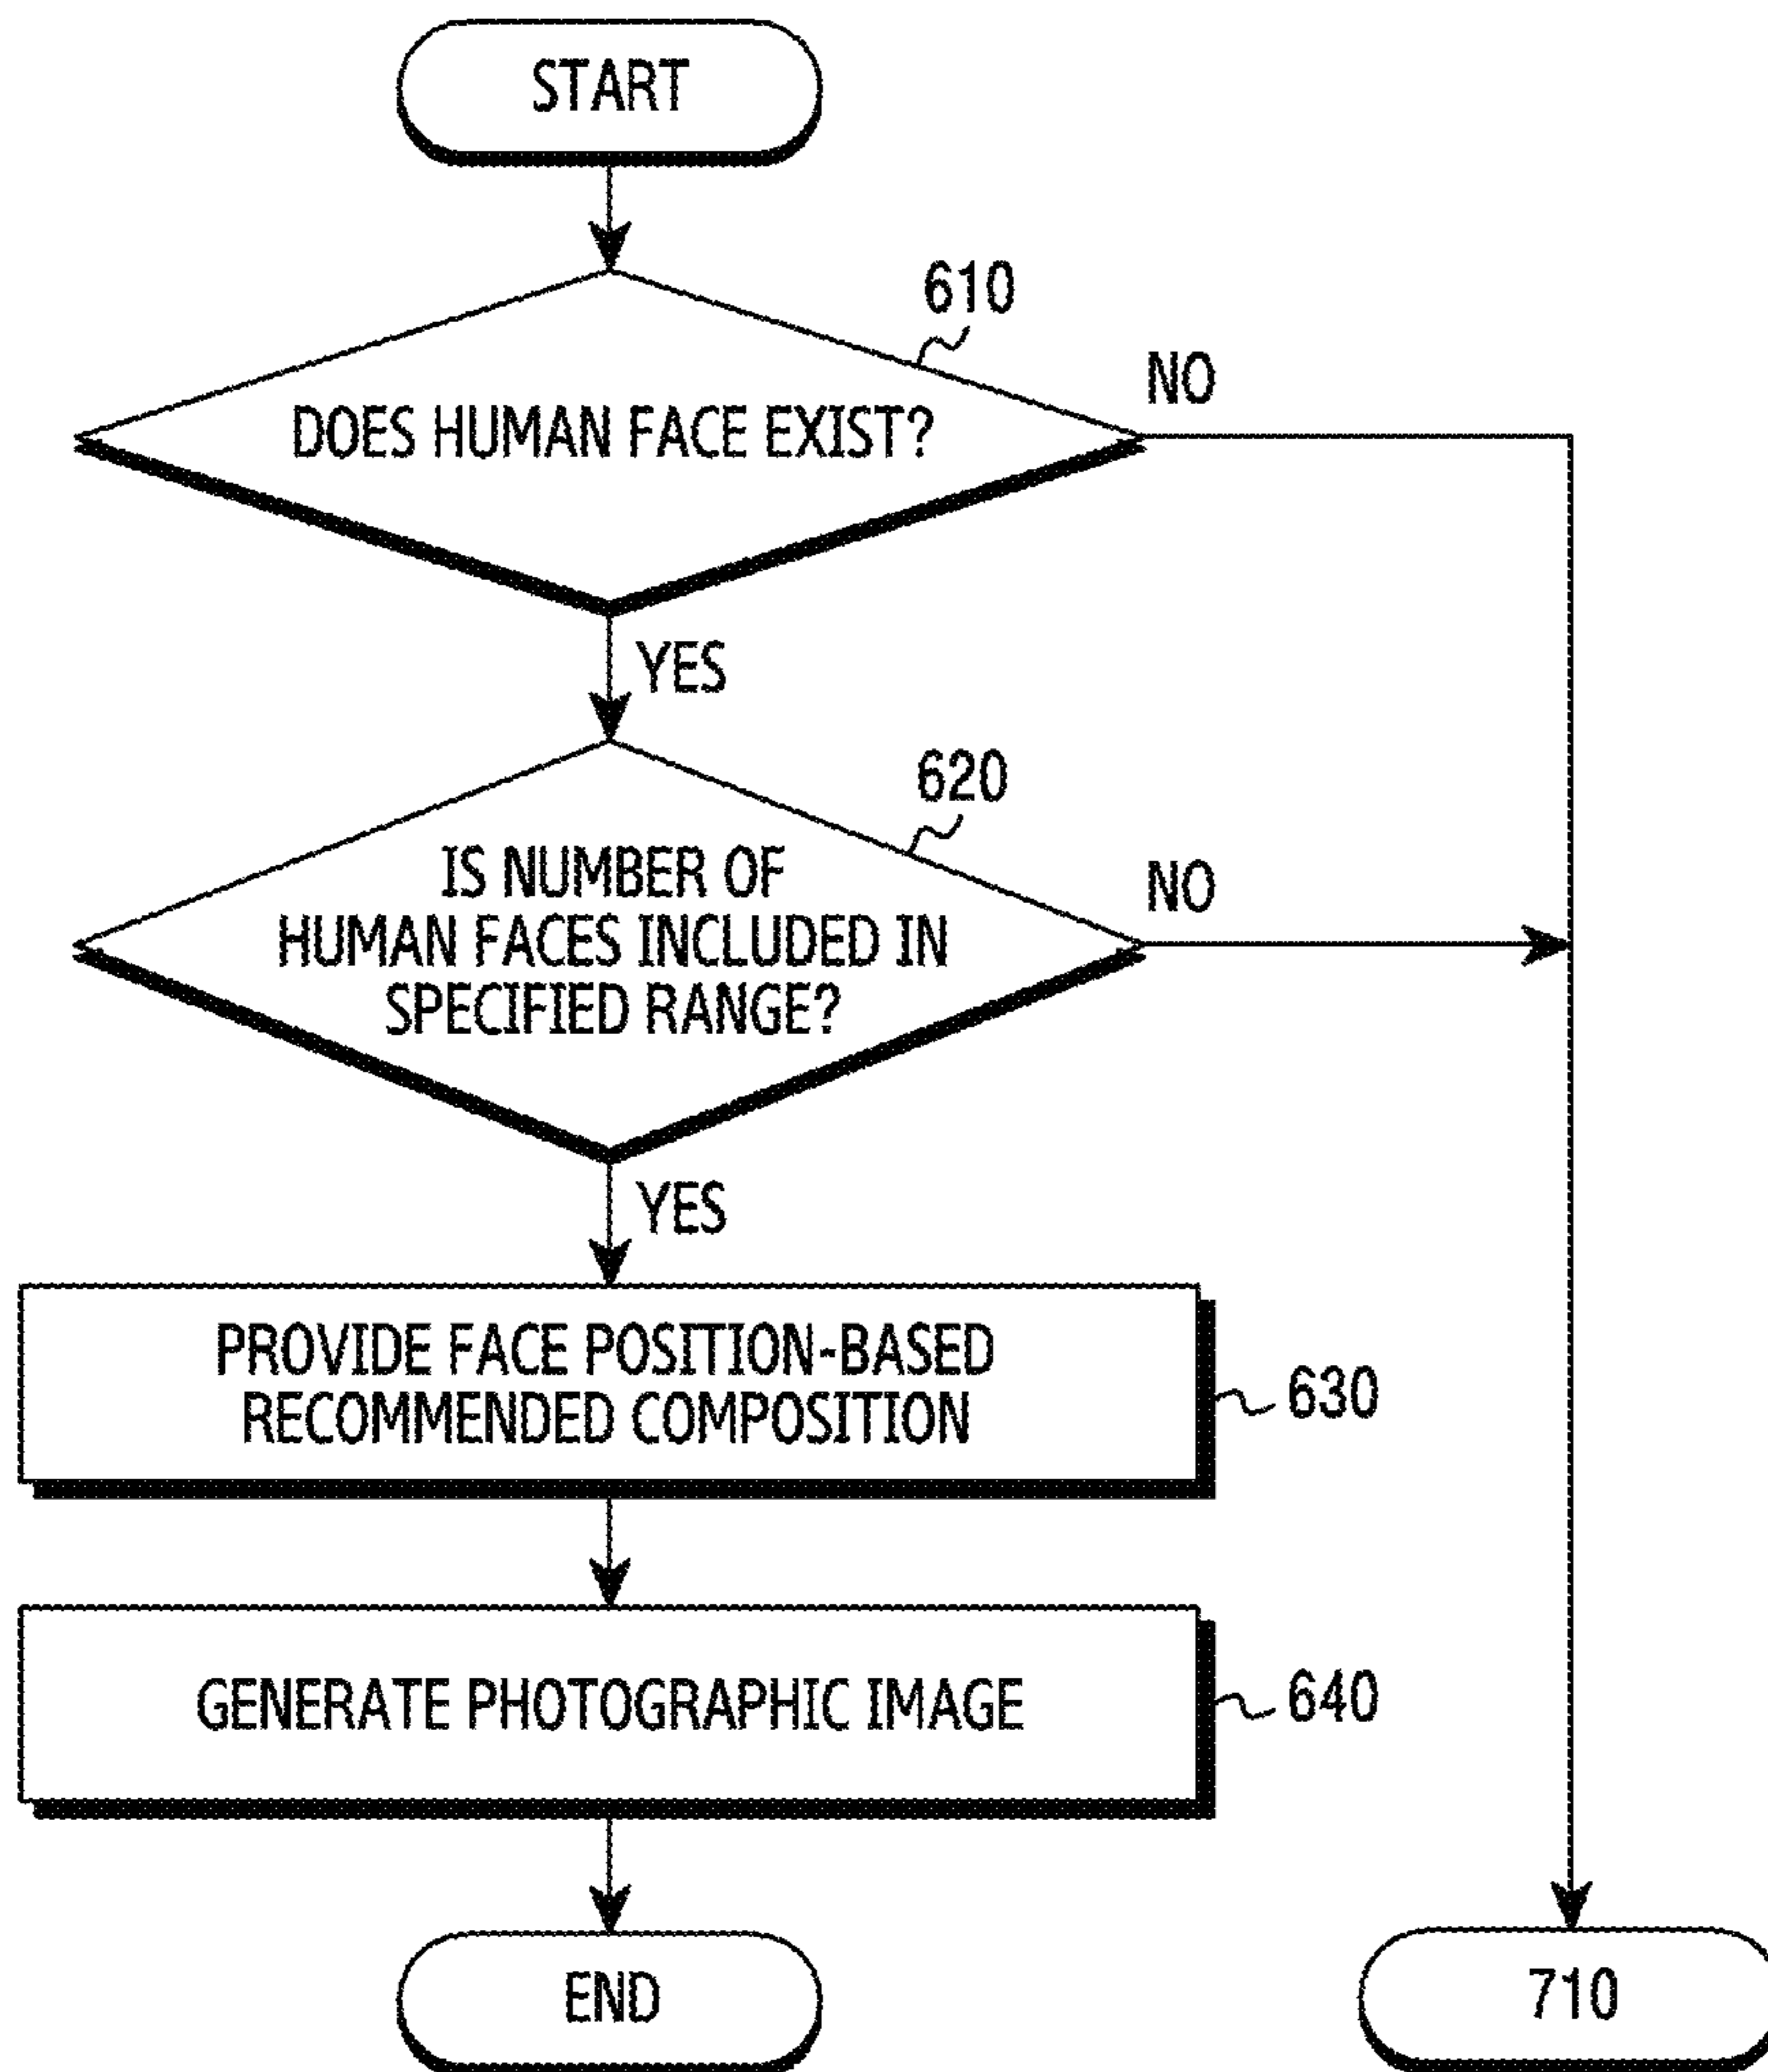 START
610
DOES HUMAN FACE EXIST?
NO
YES
620
IS NUMBER OF
HUMAN FACES INCLUDED IN
SPECIFIED RANGE?
NO
YES
PROVIDE FACE POSITION-BASED
RECOMMENDED COMPOSITION
630
GENERATE PHOTOGRAPHIC IMAGE
640
END
710